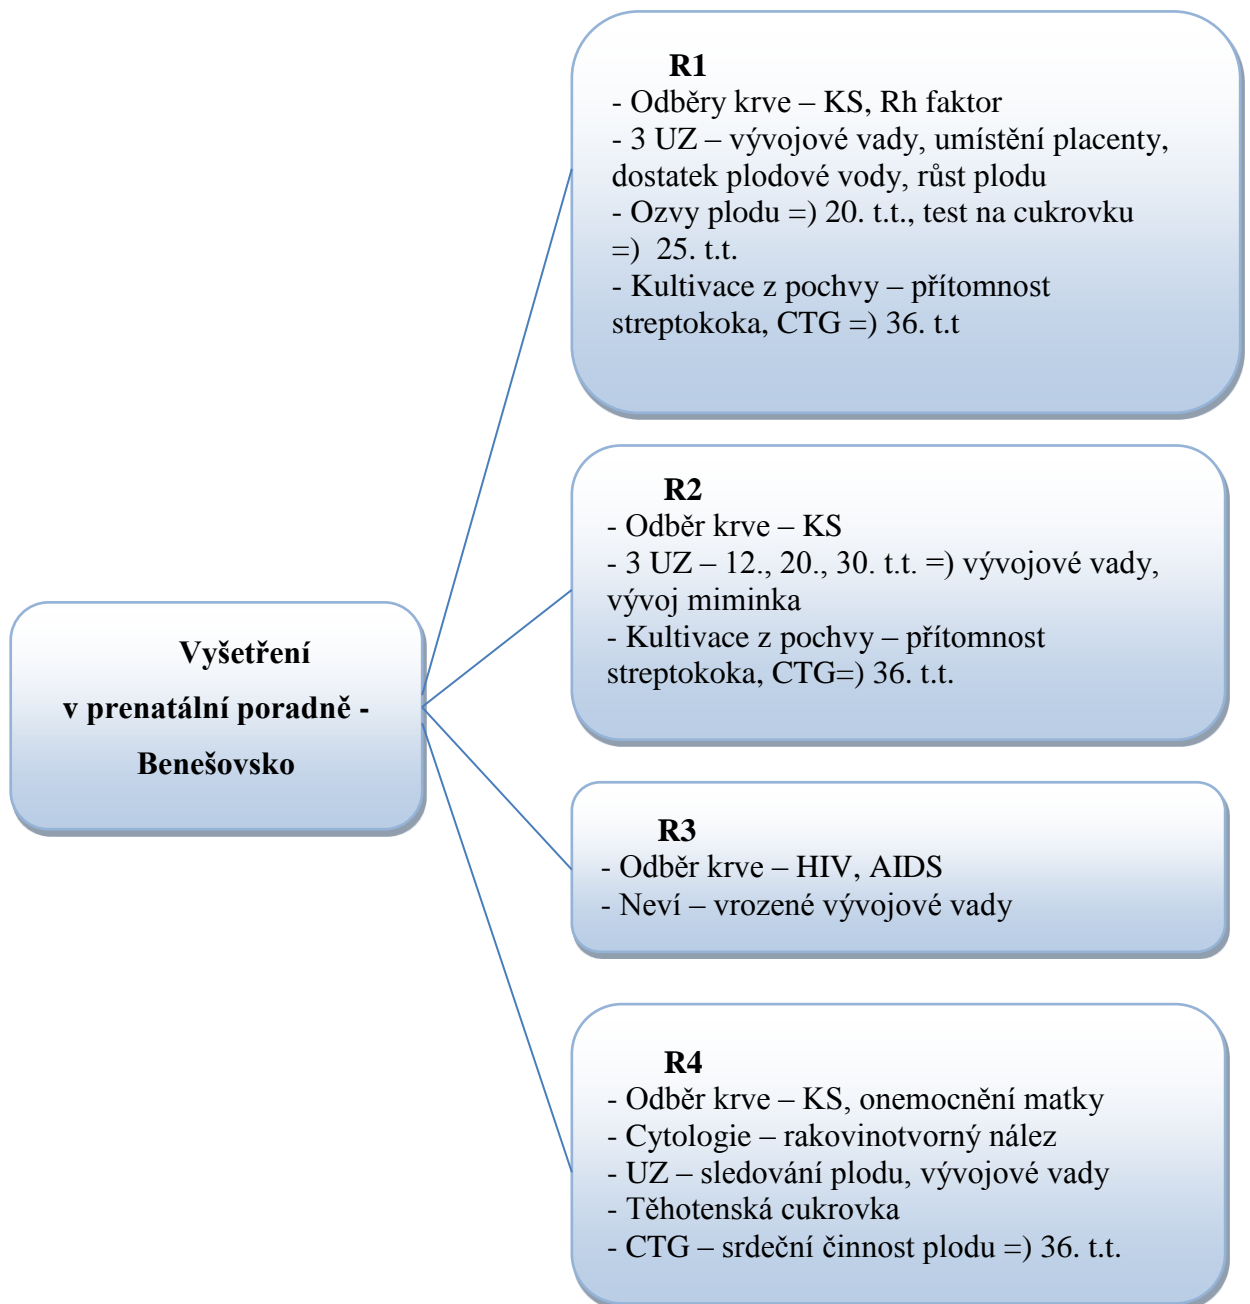 Vyšetření
v prenatální poradně -
Benešovsko
R1
- Odběry krve – KS, Rh faktor
- 3 UZ – vývojové vady, umístění placenty,
dostatek plodové vody, růst plodu
- Ozvy plodu =) 20. t.t., test na cukrovku
=) 25. t.t.
- Kultivace z pochvy – přítomnost
streptokoka, CTG =) 36. t.t
R2
- Odběr krve – KS
- 3 UZ – 12., 20., 30. t.t. =) vývojové vady,
vývoj miminka
- Kultivace z pochvy – přítomnost
streptokoka, CTG=) 36. t.t.
R3
- Odběr krve – HIV, AIDS
- Neví – vrozené vývojové vady
R4
- Odběr krve – KS, onemocnění matky
- Cytologie – rakovinotvorný nález
- UZ – sledování plodu, vývojové vady
- Těhotenská cukrovka
- CTG – srdeční činnost plodu =) 36. t.t.